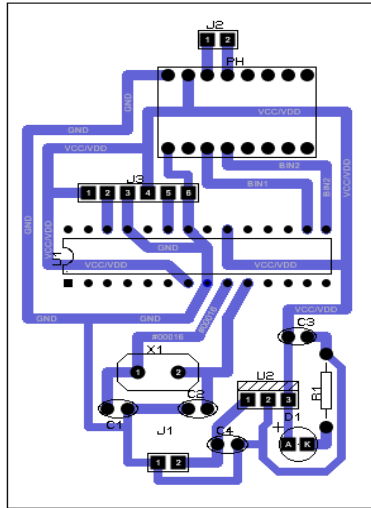 J2
1 2
PH
GND
VCC/VDD
GND
VCC/VDD
BIN2
J3
BIN1
BIN2
VCC/VDD
1 2 3 4 5 6
GND
VCC/VDD
GND
U1
VCC/VDD
VCC/VDD
GND
GND
VCC/VDD
#00016
#00016
X1
C3
1 2
U2
R1
C1
C2
1 2 3
D1
J1
C4
+
A K
1 2